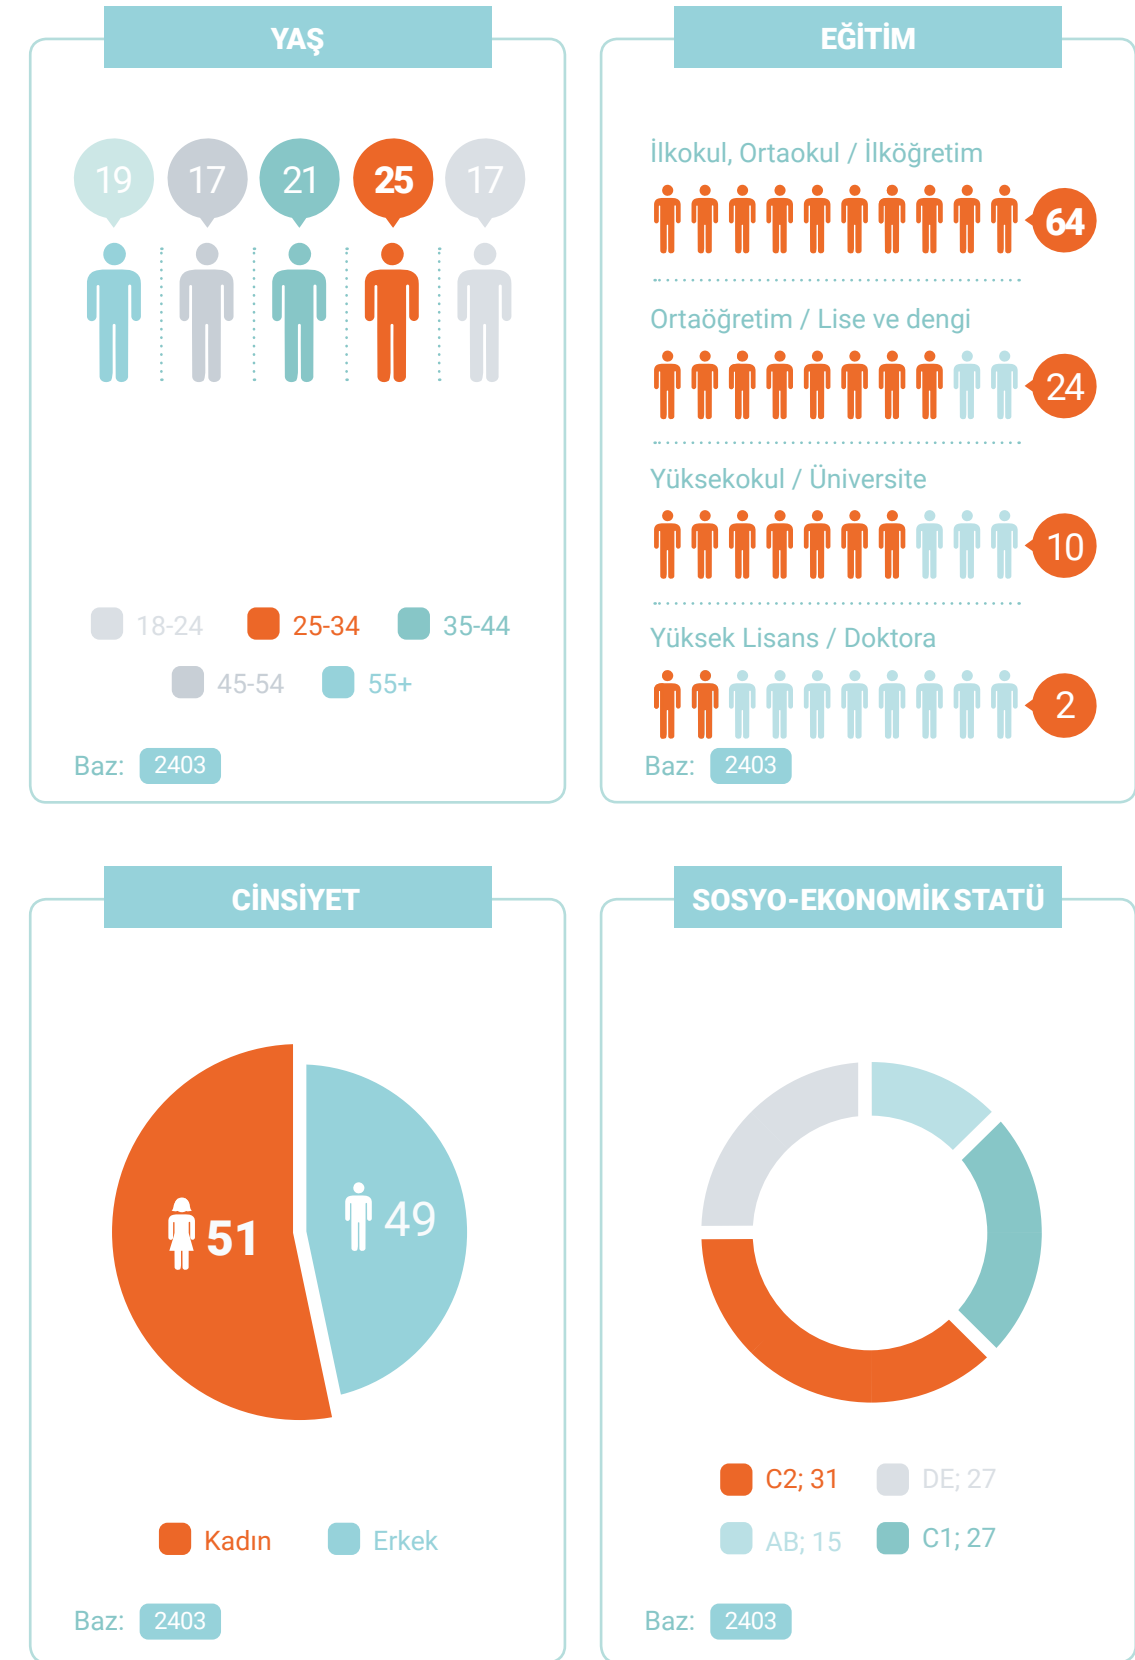 YAŞ
19 17 21 25 17
18-24 25-34 35-44
45-54 55+
Baz: 2403
EĞİTİM
İlkokul, Ortaokul / İlköğretim
64
Ortaöğretim / Lise ve dengi
24
Yüksekokul / Üniversite
10
Yüksek Lisans / Doktora
2
Baz: 2403
CİNSİYET
51 49
Kadın Erkek
Baz: 2403
SOSYO-EKONOMİK STATÜ
C2; 31 DE; 27
AB; 15 C1; 27
Baz: 2403